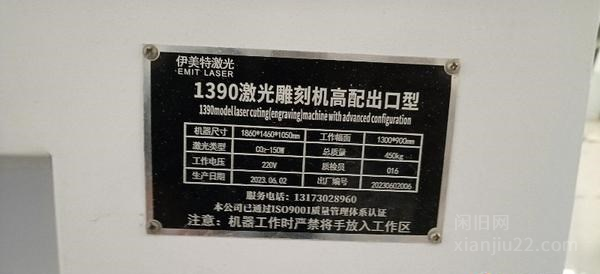 伊美特激光
·EMIT LASER
1390激光雕刻机高配出口型
1390model laser cuting(engraving)machine with advanced configuration
机器尺寸 1860*1460*1050mm 工作幅面 1300*900mm
激光类型 CO2-150W 总质量 450kg
工作电压 220V 质检员 016
生产日期 2023.06.02 出厂编号 20230602006
服务电话：13173028960
本公司已通过ISO9001质量管理体系认证
注意：机器工作时严禁将手放入工作区
闲旧网
xianjiu22.com